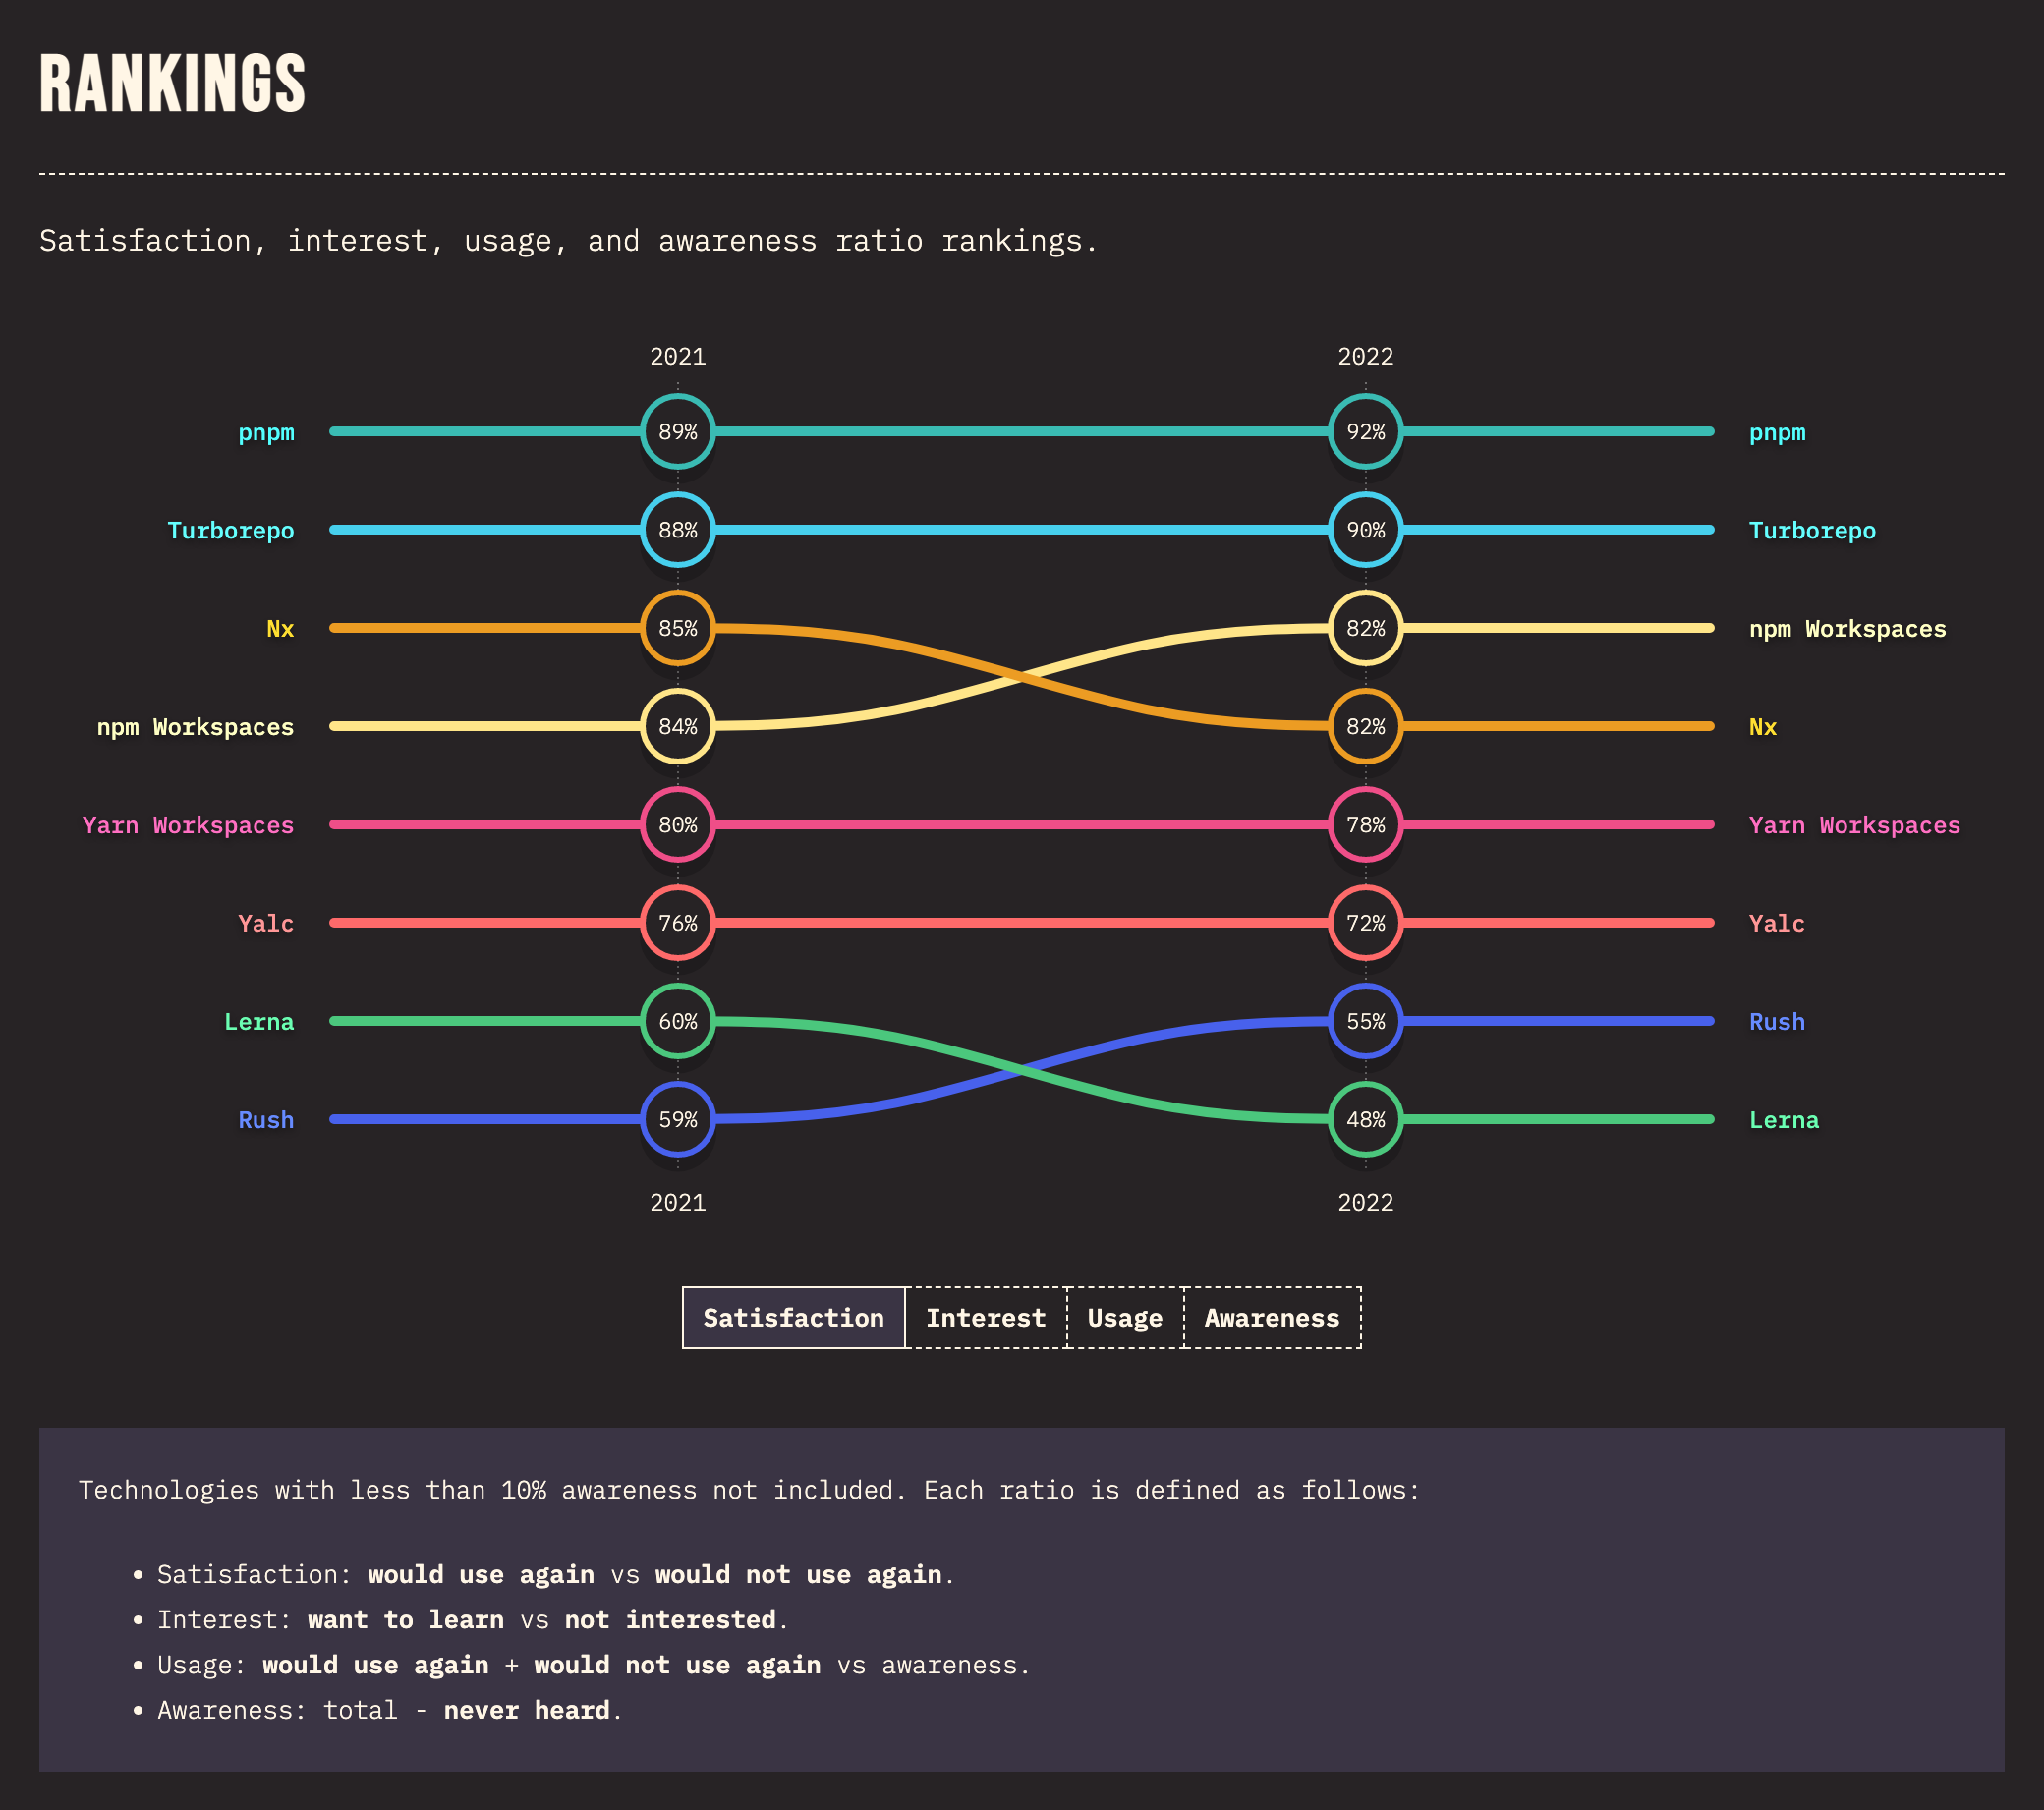 RANKINGS
Satisfaction, interest, usage, and awareness ratio rankings.
2021 2022
pnpm 89% 92% pnpm
Turborepo 88% 90% Turborepo
Nx 85% 82% npm Workspaces
npm Workspaces 84% 82% Nx
Yarn Workspaces 80% 78% Yarn Workspaces
Yalc 76% 72% Yalc
Lerna 60% 55% Rush
Rush 59% 48% Lerna
2021 2022
Satisfaction Interest Usage Awareness
Technologies with less than 10% awareness not included. Each ratio is defined as follows:
• Satisfaction: would use again vs would not use again.
• Interest: want to learn vs not interested.
• Usage: would use again + would not use again vs awareness.
• Awareness: total - never heard.